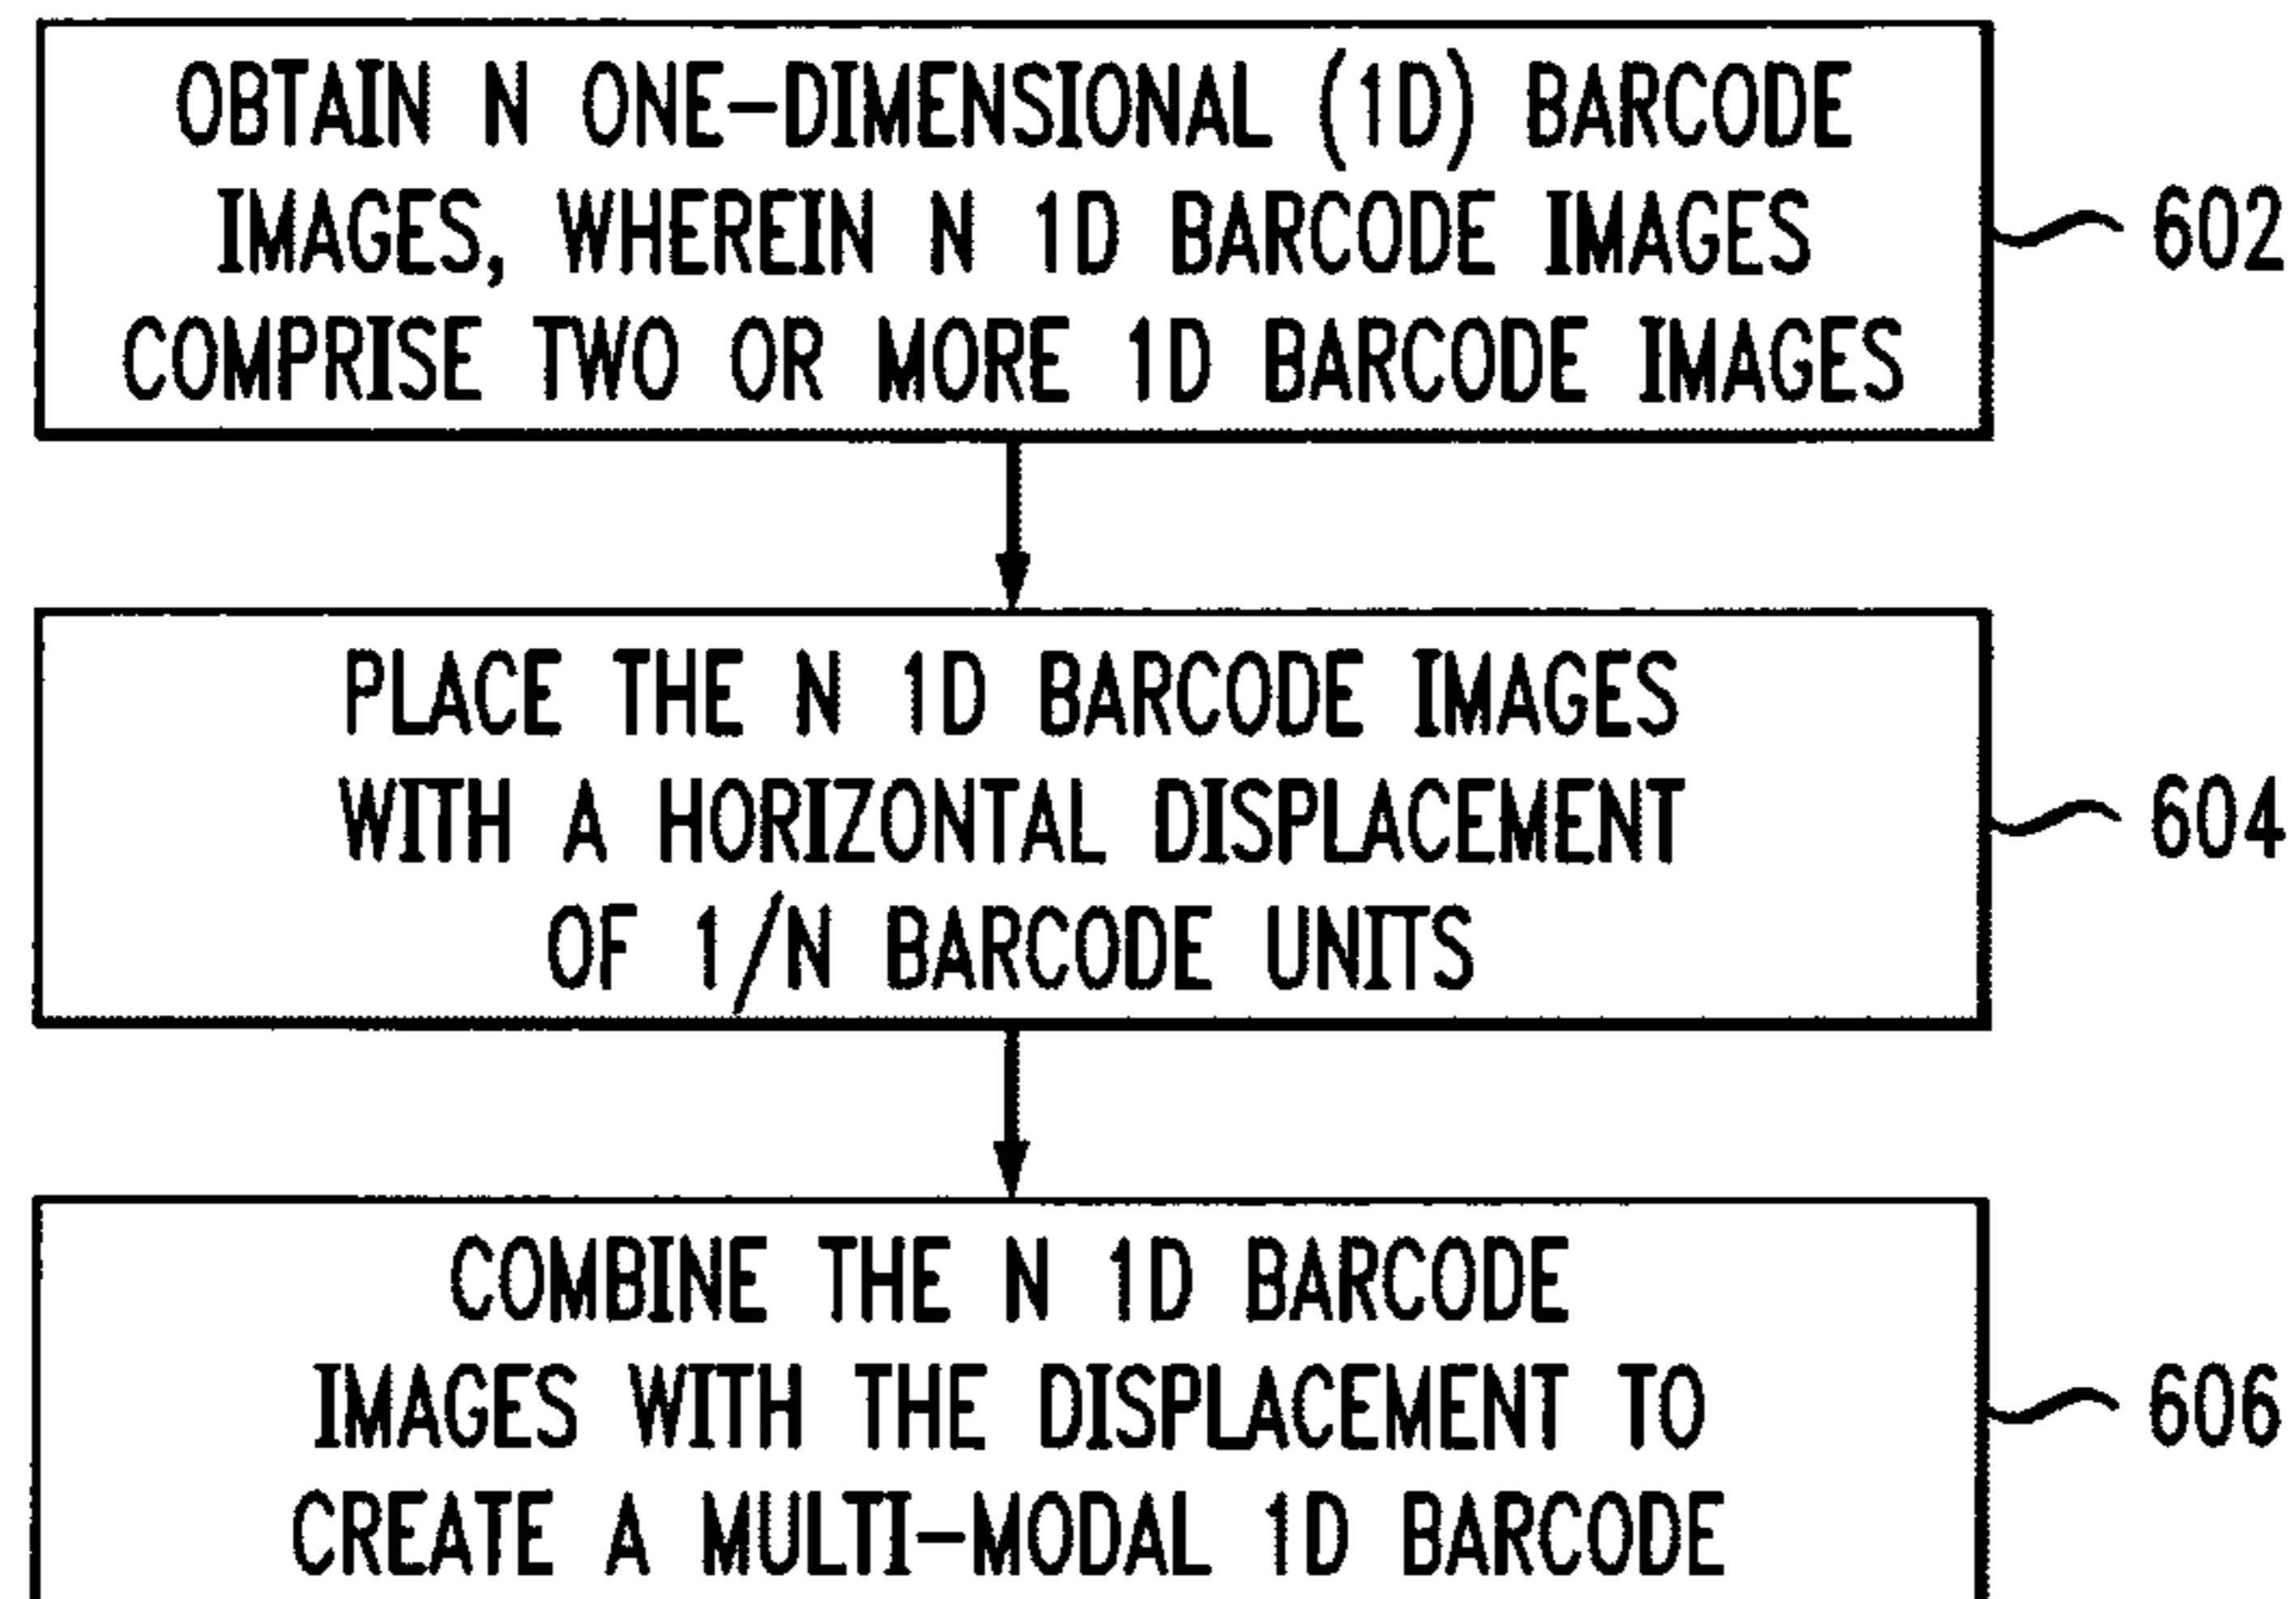 OBTAIN N ONE-DIMENSIONAL (1D) BARCODE
IMAGES, WHEREIN N 1D BARCODE IMAGES
COMPRISE TWO OR MORE 1D BARCODE IMAGES
602
PLACE THE N 1D BARCODE IMAGES
WITH A HORIZONTAL DISPLACEMENT
OF 1/N BARCODE UNITS
604
COMBINE THE N 1D BARCODE
IMAGES WITH THE DISPLACEMENT TO
CREATE A MULTI-MODAL 1D BARCODE
606